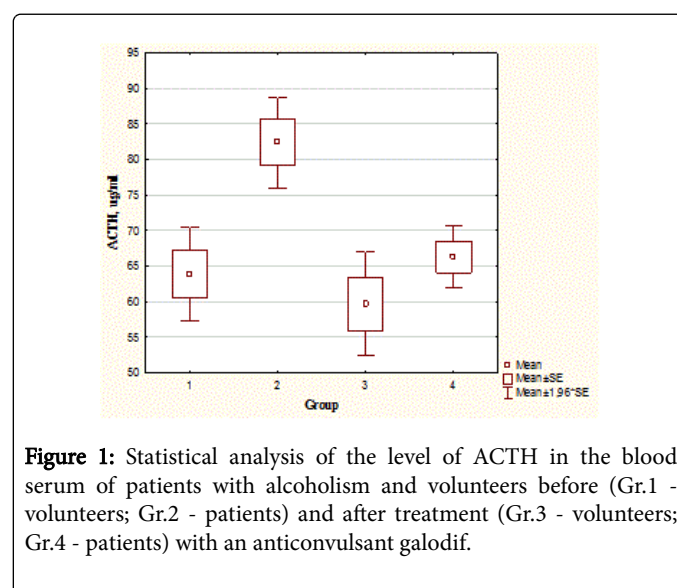 95
90
85
80
75
70
65
60
55
50
ACTH, ug/ml
1 2 3 4
Group
Mean
Mean±SE
Mean±1,96*SE
Figure 1: Statistical analysis of the level of ACTH in the blood
serum of patients with alcoholism and volunteers before (Gr.1 -
volunteers; Gr.2 - patients) and after treatment (Gr.3 - volunteers;
Gr.4 - patients) with an anticonvulsant galodif.